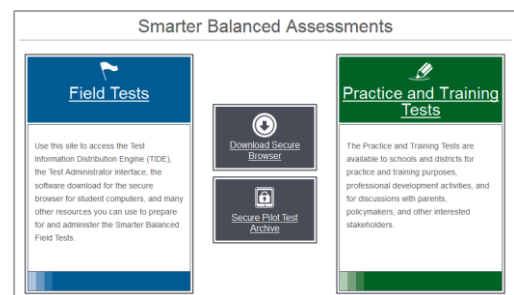 Smarter Balanced Assessments
Field Tests
Use this site to access the Test
Information Distribution Engine (TIDE),
the Test Administrator interface, the
software download for the secure
browser for student computers, and many
other resources you can use to prepare
for and administer the Smarter Balanced
Field Tests.
Download Secure
Browser
Secure Pilot Test
Archive
Practice and Training
Tests
The Practice and Training Tests are
available to schools and districts for
practice and training purposes,
professional development activities, and
for discussions with parents,
policymakers, and other interested
stakeholders.